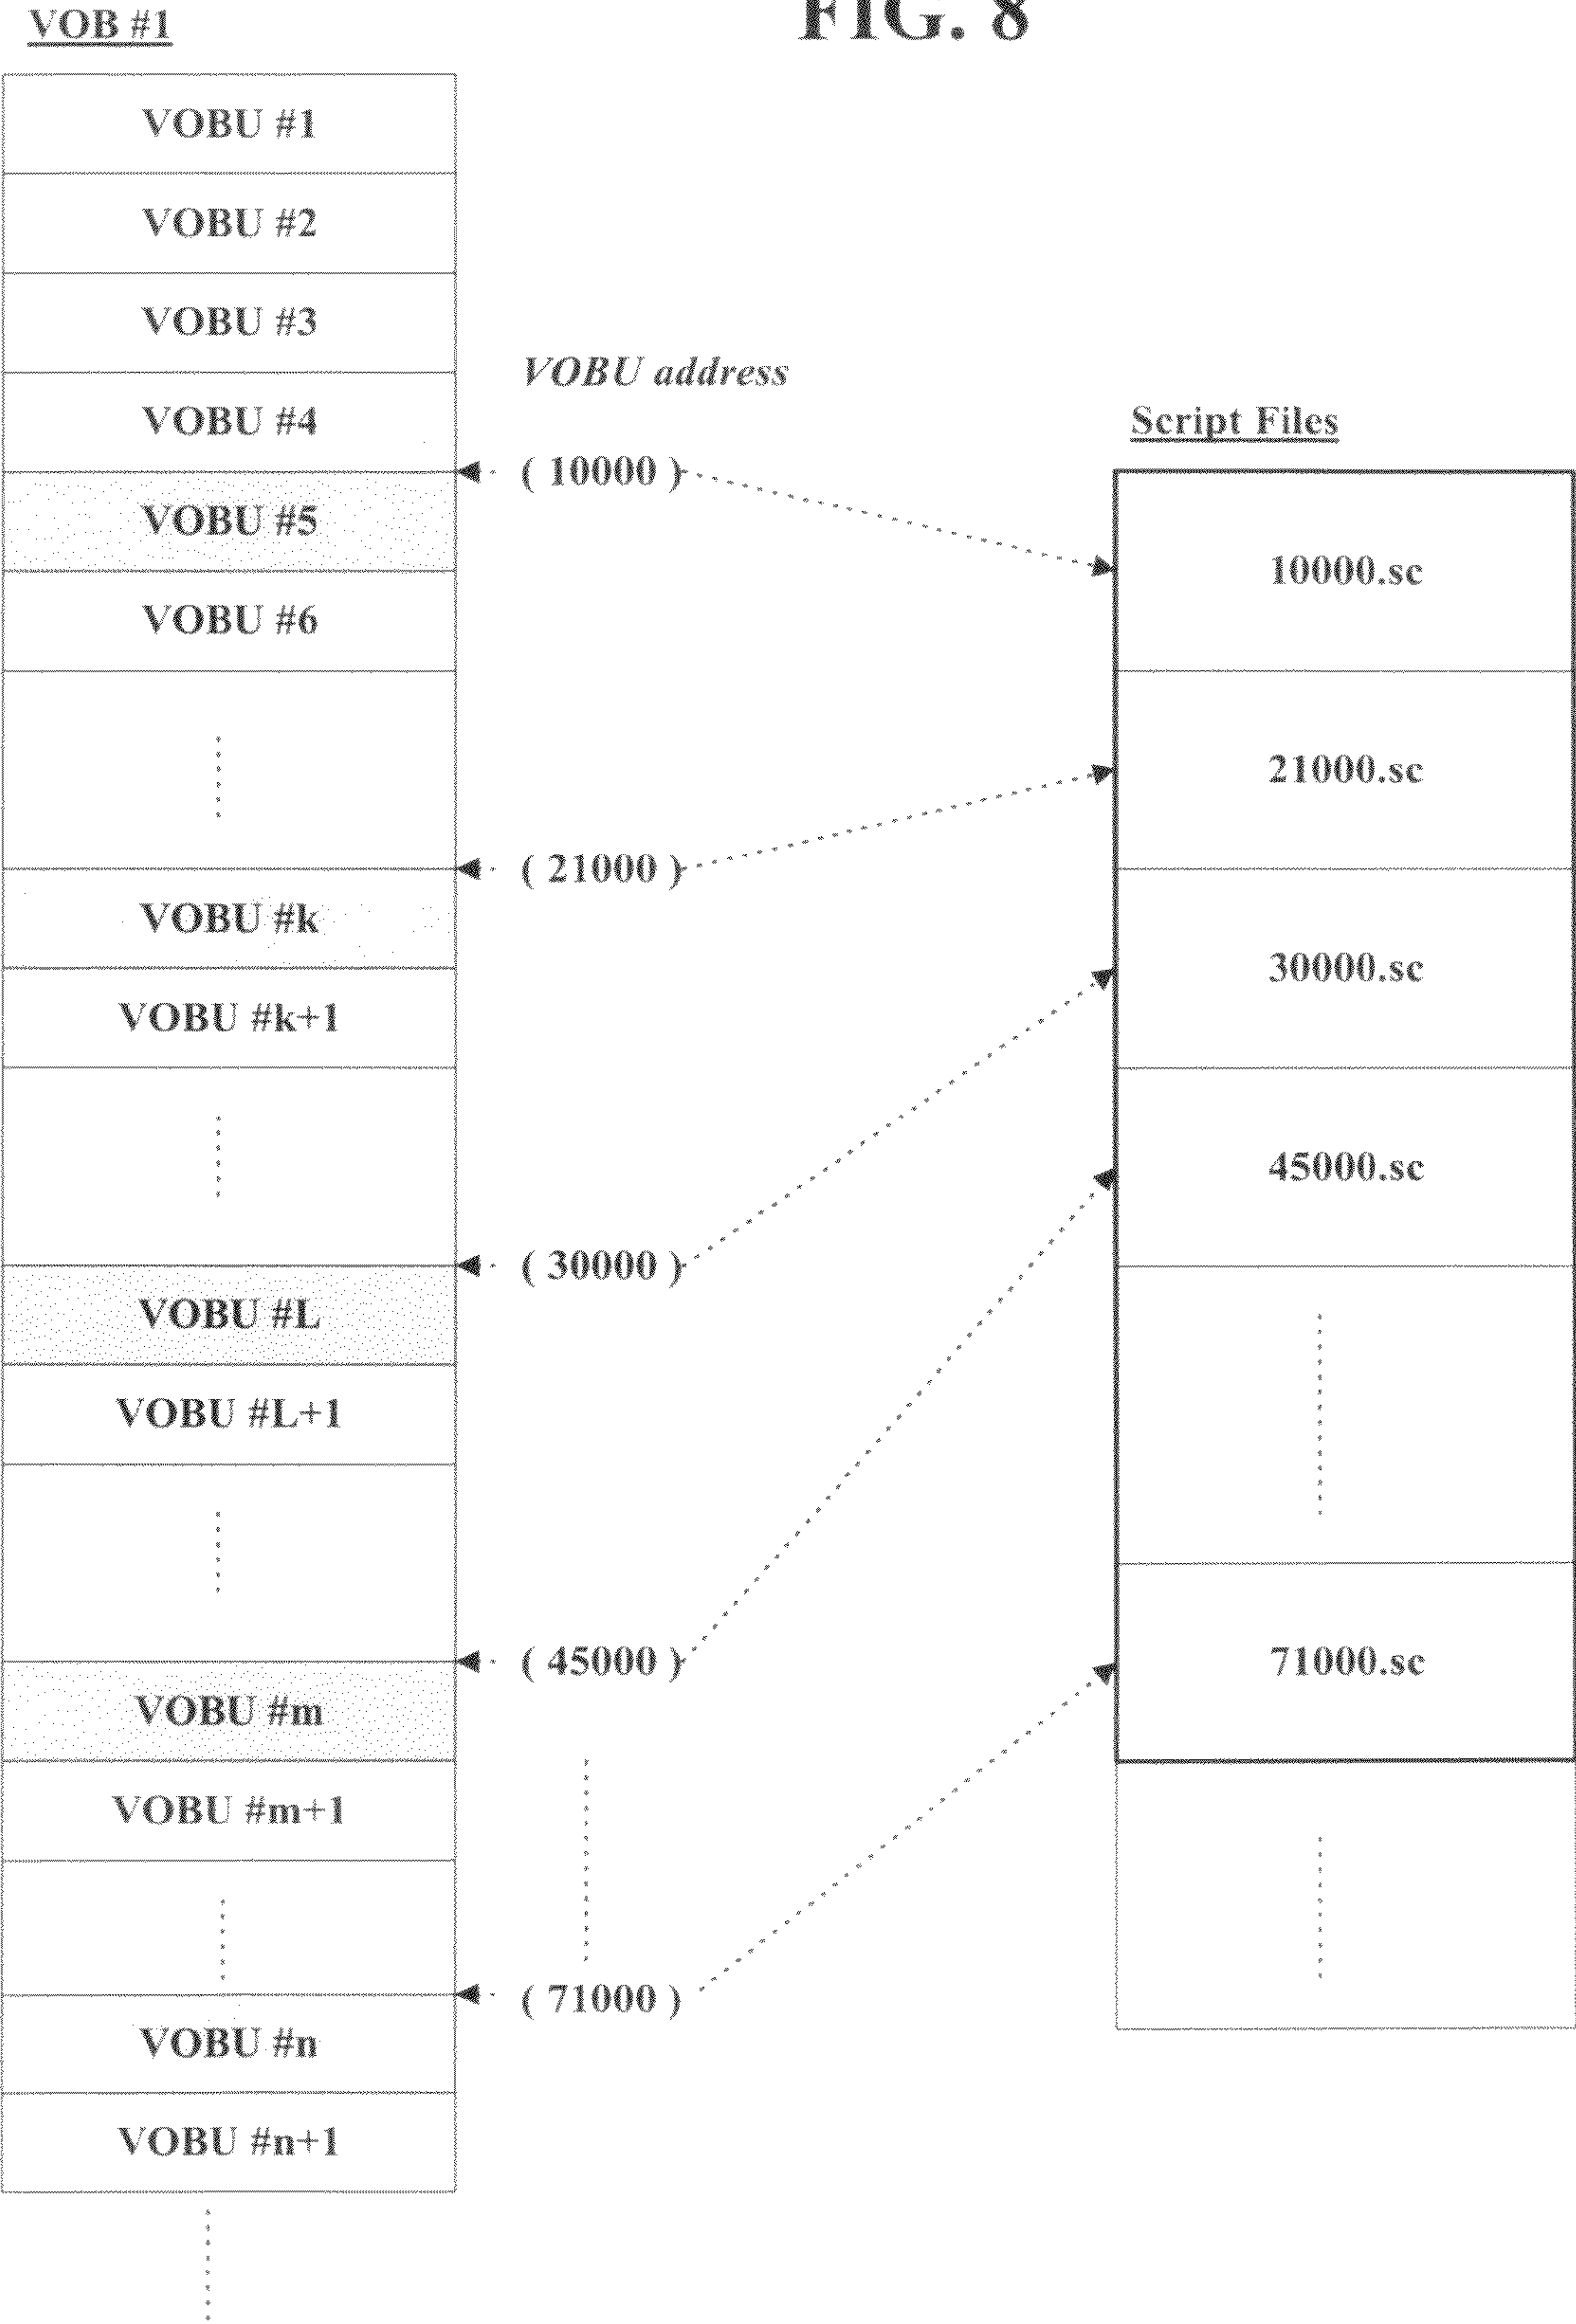 FIG. 8
VOB #1
VOBU #1
VOBU #2
VOBU #3
VOBU #4
VOBU #5
VOBU #6
VOBU #k
VOBU #k+1
VOBU #L
VOBU #L+1
VOBU #m
VOBU #m+1
VOBU #n
VOBU #n+1
VOBU address
( 10000 )
( 21000 )
( 30000 )
( 45000 )
( 71000 )
Script Files
10000.sc
21000.sc
30000.sc
45000.sc
71000.sc